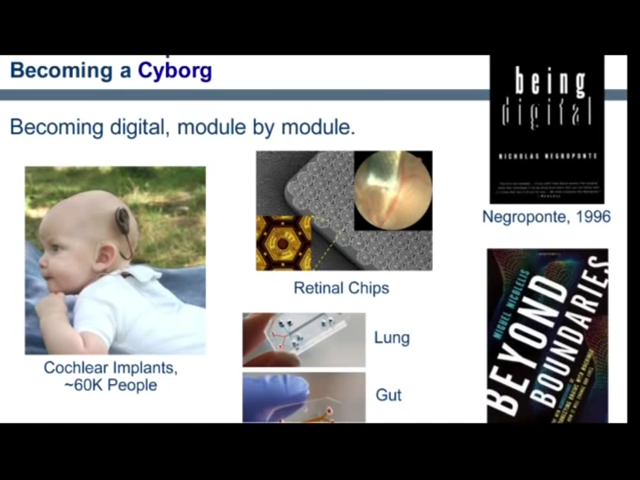 Becoming a Cyborg
Becoming digital, module by module.
being
digital
NICHOLAS NEGROPONTE
Negroponte, 1996
Retinal Chips
Cochlear Implants,
~60K People
Lung
Gut
MIGUEL NICOLELIS
BEYOND
BOUNDARIES